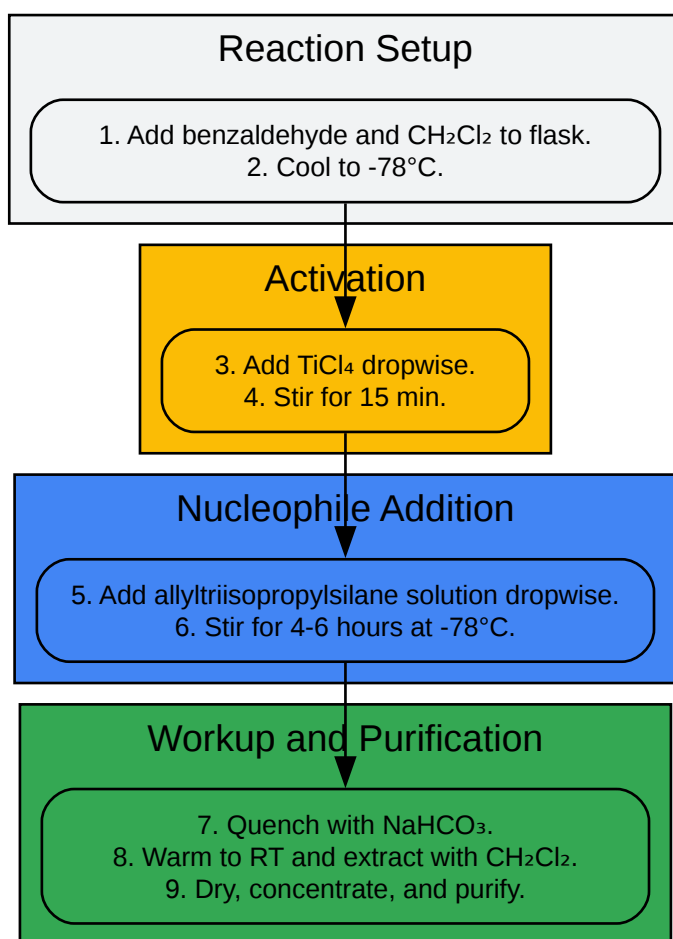 Reaction Setup
1. Add benzaldehyde and CH₂Cl₂ to flask.
2. Cool to -78°C.
Activation
3. Add TiCl₄ dropwise.
4. Stir for 15 min.
Nucleophile Addition
5. Add allyltriisopropylsilane solution dropwise.
6. Stir for 4-6 hours at -78°C.
Workup and Purification
7. Quench with NaHCO₃.
8. Warm to RT and extract with CH₂Cl₂.
9. Dry, concentrate, and purify.